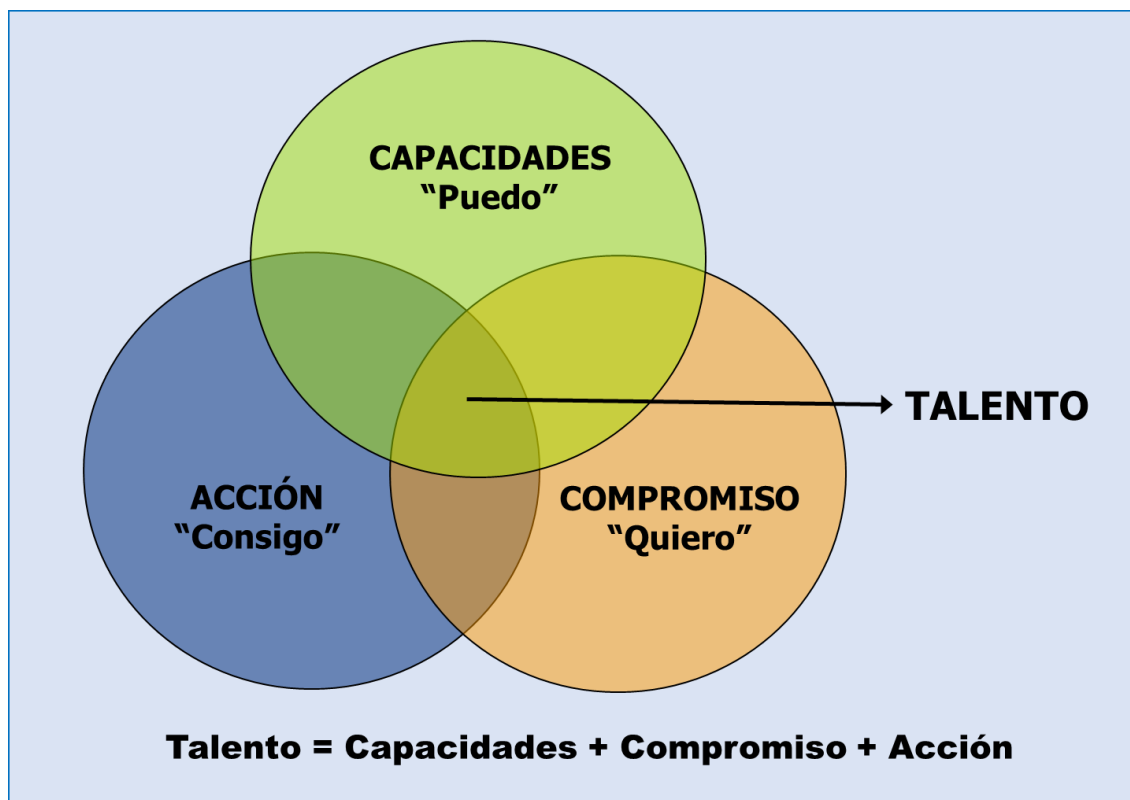 CAPACIDADES
“Puedo”
TALENTO
ACCIÓN
“Consigo”
COMPROMISO
“Quiero”
Talento = Capacidades + Compromiso + Acción